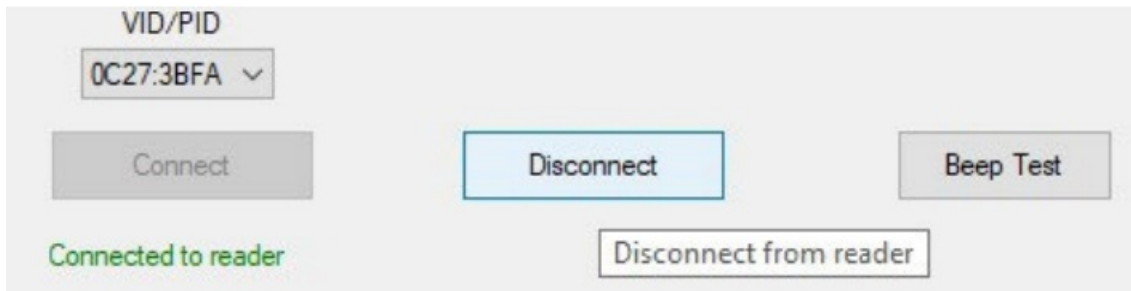 VID/PID
0C27:3BFA
Connect
Disconnect
Beep Test
Connected to reader
Disconnect from reader